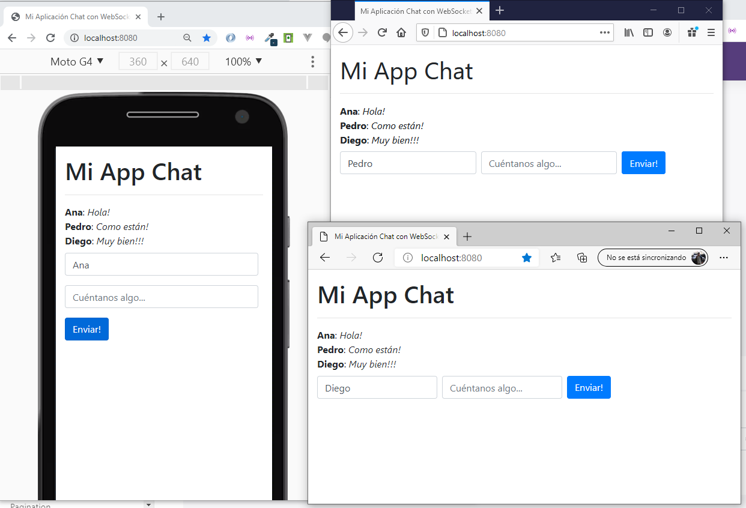 Mi Aplicación Chat con WebSock
localhost:8080
Moto G4 ▼ 360 × 640 100% ▼
Mi App Chat
Ana: Hola!
Pedro: Como están!
Diego: Muy bien!!!
Ana
Cuéntanos algo...
Enviar!
Pagination
Mi Aplicación Chat con WebSocket
localhost:8080
Mi App Chat
Ana: Hola!
Pedro: Como están!
Diego: Muy bien!!!
Pedro Cuéntanos algo... Enviar!
Mi Aplicación Chat con WebSock
localhost:8080 No se está sincronizando
Mi App Chat
Ana: Hola!
Pedro: Como están!
Diego: Muy bien!!!
Diego Cuéntanos algo... Enviar!